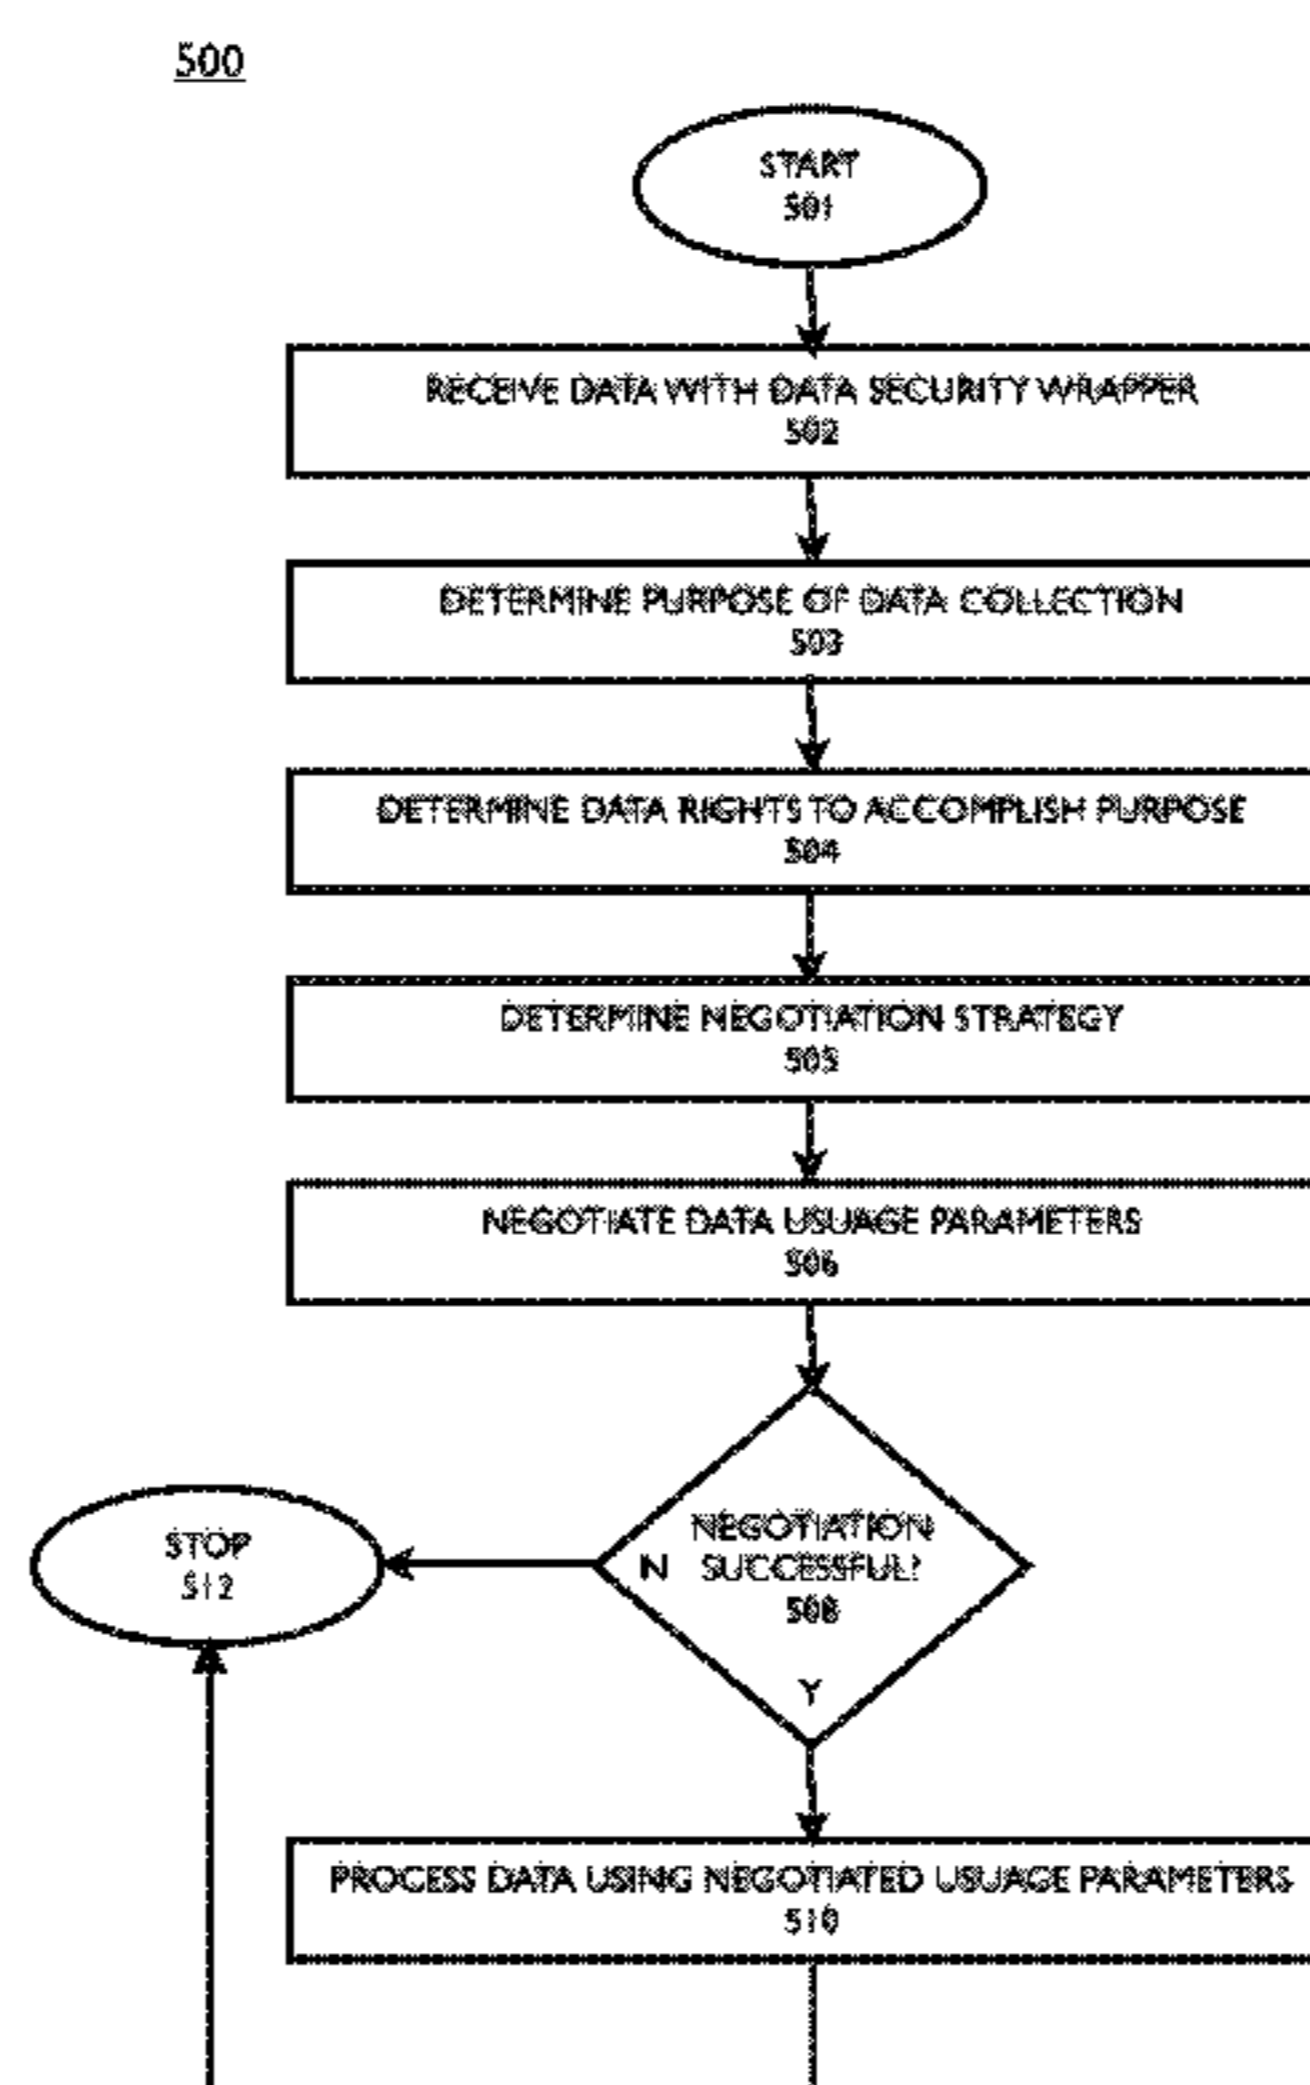 500
START
501
RECEIVE DATA WITH DATA SECURITY WRAPPER
502
DETERMINE PURPOSE OF DATA COLLECTION
503
DETERMINE DATA RIGHTS TO ACCOMPLISH PURPOSE
504
DETERMINE NEGOTIATION STRATEGY
505
NEGOTIATE DATA USUAGE PARAMETERS
506
NEGOTIATION
N SUCCESSFUL?
508
Y
STOP
512
PROCESS DATA USING NEGOTIATED USUAGE PARAMETERS
510